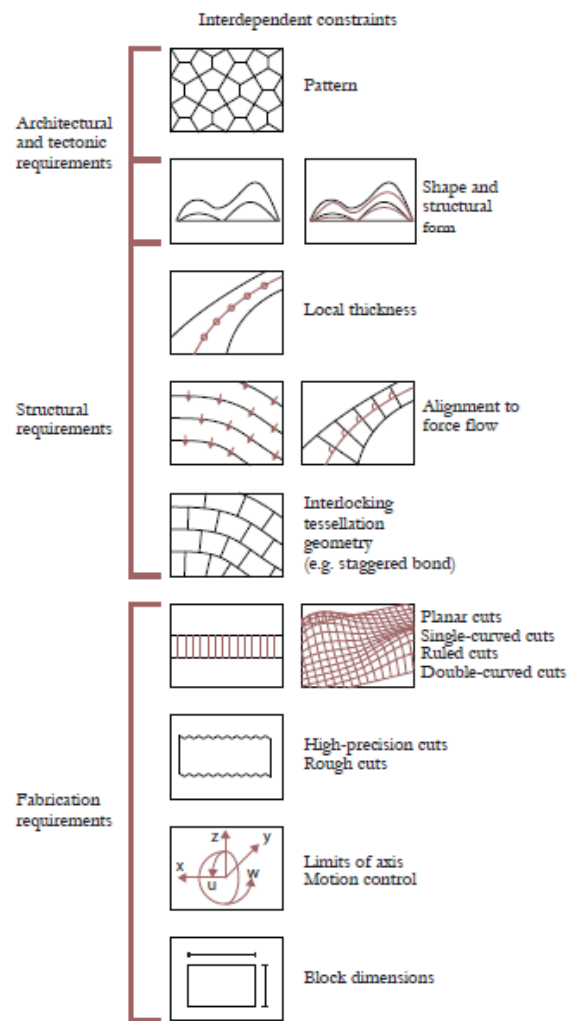 Interdependent constraints
Architectural
and tectonic
requirements
Pattern
Shape and
structural
form
Structural
requirements
Local thickness
Alignment to
force flow
Interlocking
tessellation
geometry
(e.g. staggered bond)
Fabrication
requirements
Planar cuts
Single-curved cuts
Ruled cuts
Double-curved cuts
High-precision cuts
Rough cuts
z
y
x
u
w
Limits of axis
Motion control
Block dimensions